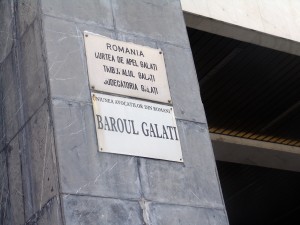 ROMANIA
CURTEA DE APEL GALATI
TRIBUNALUL GALATI
JUDECATORIA GALATI
UNIUNEA AVOCATILOR DIN ROMANIA
BAROUL GALATI